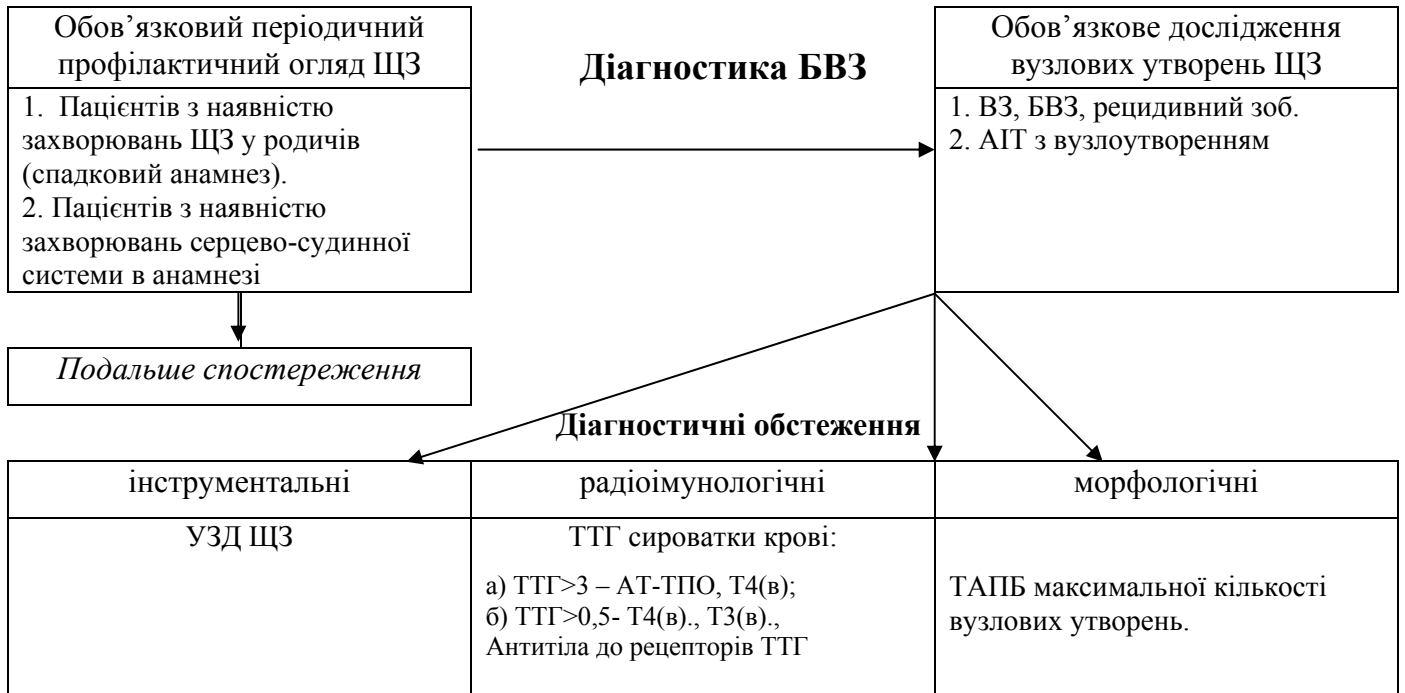 Обов’язковий періодичний
профілактичний огляд ЩЗ
1. Пацієнтів з наявністю
захворювань ЩЗ у родичів
(спадковий анамнез).
2. Пацієнтів з наявністю
захворювань серцево-судинної
системи в анамнезі
Діагностика БВЗ
Обов’язкове дослідження
вузлових утворень ЩЗ
1. ВЗ, БВЗ, рецидивний зоб.
2. АІТ з вузлоутворенням
Подальше спостереження
Діагностичні обстеження
інструментальні
радіоімунологічні
морфологічні
УЗД ЩЗ
ТТГ сироватки крові:
а) ТТГ>3 – АТ-ТПО, Т4(в);
б) ТТГ>0,5- Т4(в)., Т3(в).,
Антитіла до рецепторів ТТГ
ТАПБ максимальної кількості
вузлових утворень.